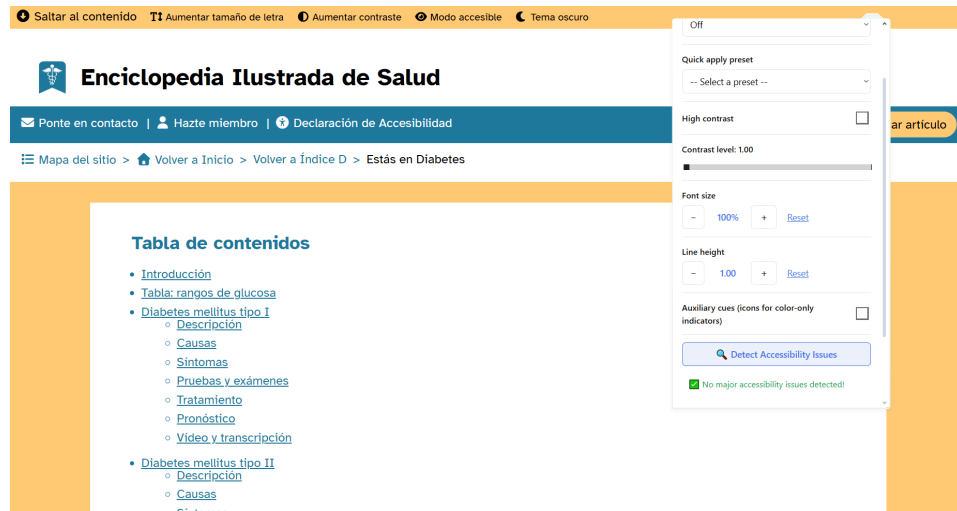 Saltar al contenido Aumentar tamaño de letra Aumentar contraste Modo accesible Tema oscuro
Enciclopedia Ilustrada de Salud
Ponte en contacto | Hazte miembro | Declaración de Accesibilidad
ar artículo
Mapa del sitio > Volver a Inicio > Volver a Índice D > Estás en Diabetes
Tabla de contenidos
Introducción
Tabla: rangos de glucosa
Diabetes mellitus tipo I
Descripción
Causas
Síntomas
Pruebas y exámenes
Tratamiento
Pronóstico
Vídeo y transcripción
Diabetes mellitus tipo II
Descripción
Causas
Off
Quick apply preset
-- Select a preset --
High contrast
Contrast level: 1.00
Font size
− 100% + Reset
Line height
− 1.00 + Reset
Auxiliary cues (icons for color-only
indicators)
Detect Accessibility Issues
No major accessibility issues detected!